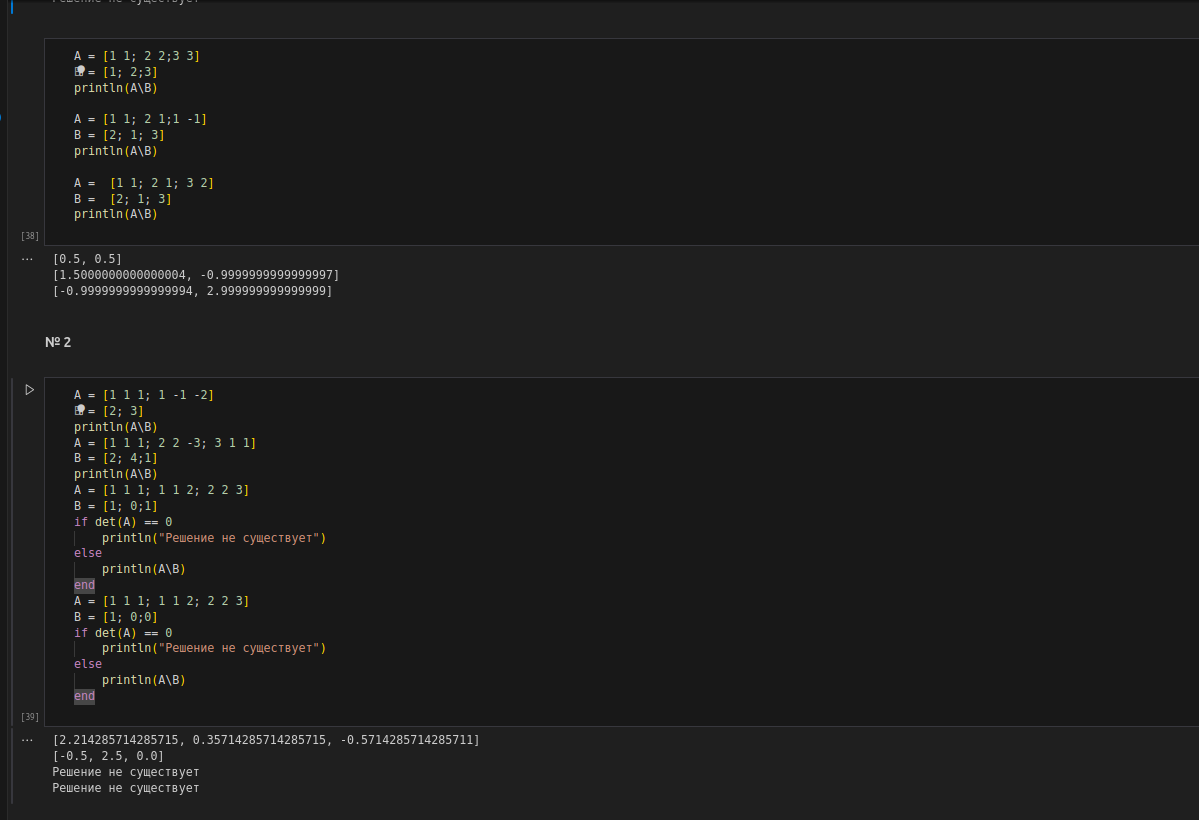 A = [1 1; 2 2;3 3]
= [1; 2;3]
println(A\B)
A = [1 1; 2 1;1 -1]
B = [2; 1; 3]
println(A\B)
A =  [1 1; 2 1; 3 2]
B =  [2; 1; 3]
println(A\B)
[38]
... [0.5, 0.5]
[1.5000000000000004, -0.9999999999999997]
[-0.9999999999999994, 2.999999999999999]
№ 2
A = [1 1 1; 1 -1 -2]
= [2; 3]
println(A\B)
A = [1 1 1; 2 2 -3; 3 1 1]
B = [2; 4;1]
println(A\B)
A = [1 1 1; 1 1 2; 2 2 3]
B = [1; 0;1]
if det(A) == 0
println("Решение не существует")
else
println(A\B)
end
A = [1 1 1; 1 1 2; 2 2 3]
B = [1; 0;0]
if det(A) == 0
println("Решение не существует")
else
println(A\B)
end
[39]
... [2.214285714285715, 0.35714285714285715, -0.5714285714285711]
[-0.5, 2.5, 0.0]
Решение не существует
Решение не существует